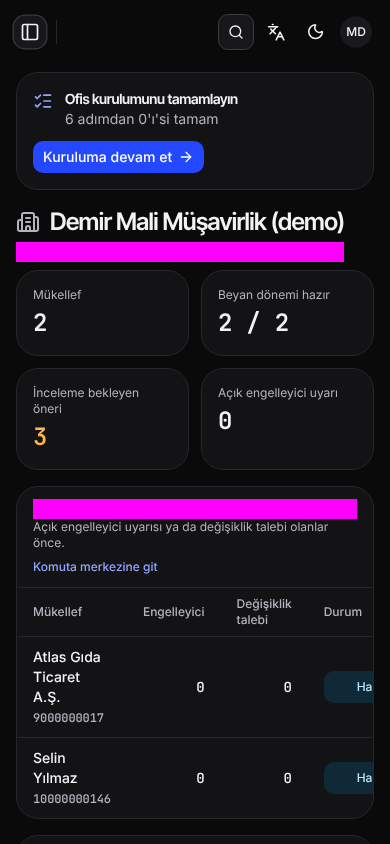 MD
Ofis kurulumunu tamamlayın
6 adımdan 0'ı'si tamam
Kuruluma devam et
Demir Mali Müşavirlik (demo)
Mükellef
2
Beyan dönemi hazır
2 / 2
İnceleme bekleyen
öneri
3
Açık engelleyici uyarı
0
Açık engelleyici uyarısı ya da değişiklik talebi olanlar
önce.
Komuta merkezine git
Mükellef
Engelleyici
Değişiklik
talebi
Durum
Atlas Gıda
Ticaret
A.Ş.
9000000017
0
0
Ha
Selin
Yılmaz
10000000146
0
0
Ha